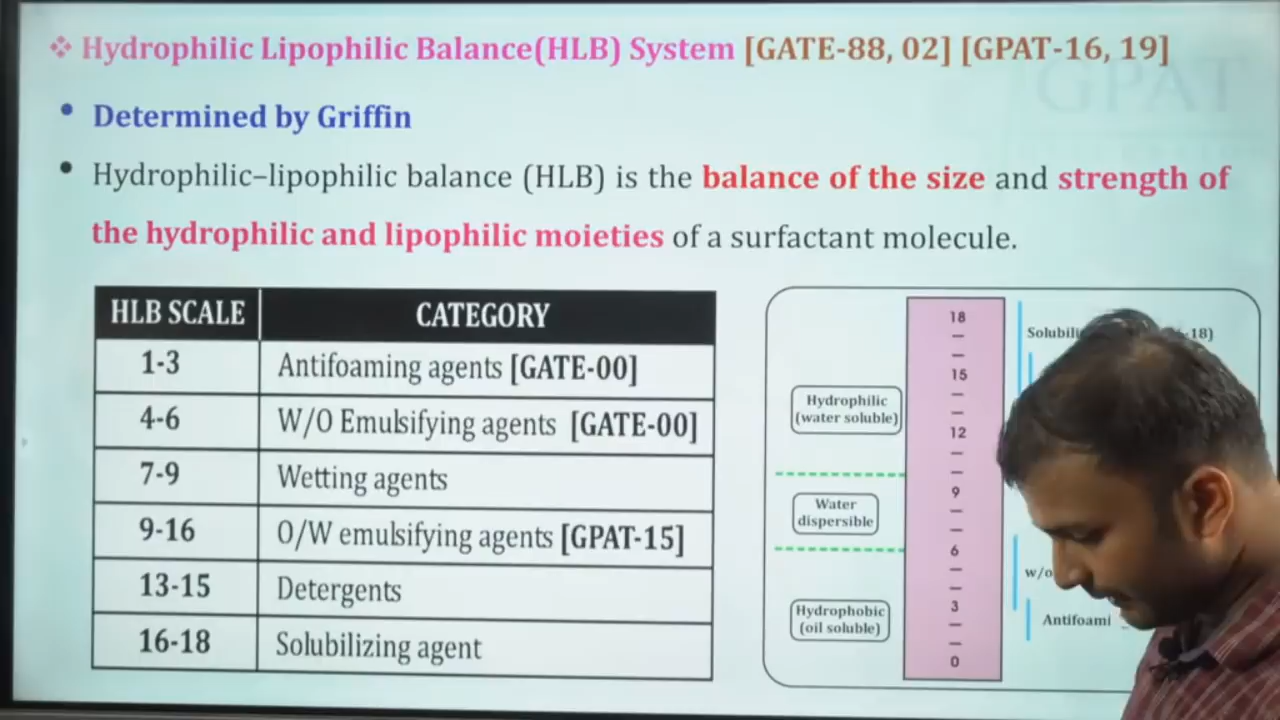 ❖ Hydrophilic Lipophilic Balance(HLB) System [GATE-88, 02] [GPAT-16, 19]
GPAT
• Determined by Griffin
• Hydrophilic–lipophilic balance (HLB) is the balance of the size and strength of
the hydrophilic and lipophilic moieties of a surfactant molecule.
HLB SCALE CATEGORY
1-3 Antifoaming agents [GATE-00]
4-6 W/O Emulsifying agents [GATE-00]
7-9 Wetting agents
9-16 O/W emulsifying agents [GPAT-15]
13-15 Detergents
16-18 Solubilizing agent
Hydrophilic
(water soluble)
Water
dispersible
Hydrophobic
(oil soluble)
18
15
12
9
6
3
0
18)
w/o